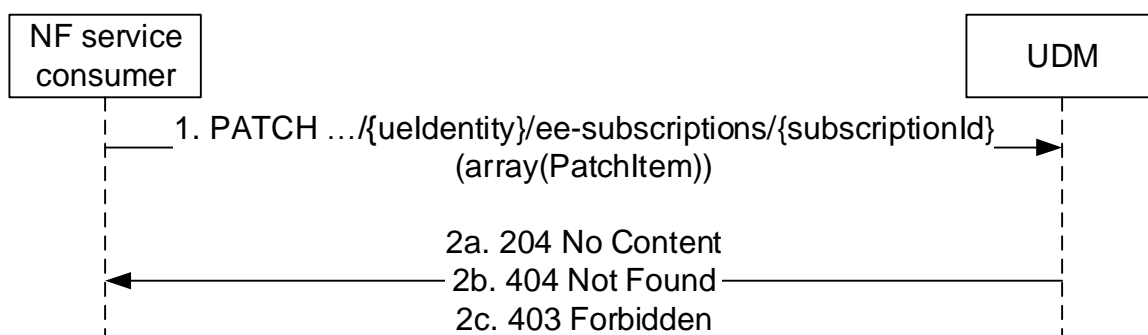 NF service
consumer
UDM
1. PATCH …/{ueIdentity}/ee-subscriptions/{subscriptionId}
(array(PatchItem))
2a. 204 No Content
2b. 404 Not Found
2c. 403 Forbidden